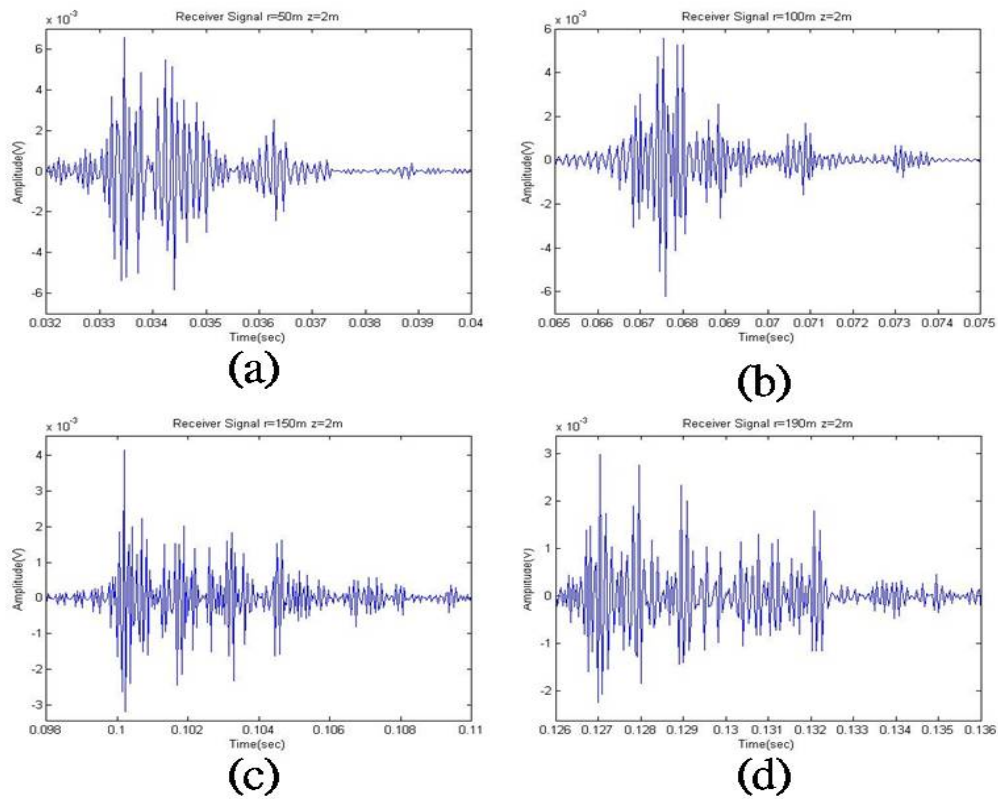 Receiver Signal r=50m z=2m
x 10-3
6
4
2
0
-2
-4
-6
Amplitude(V)
0.032 0.033 0.034 0.035 0.036 0.037 0.038 0.039 0.04
Time(sec)
(a)
Receiver Signal r=100m z=2m
x 10-3
6
4
2
0
-2
-4
-6
Amplitude(V)
0.065 0.066 0.067 0.068 0.069 0.07 0.071 0.072 0.073 0.074 0.075
Time(sec)
(b)
Receiver Signal r=150m z=2m
x 10-3
4
3
2
1
0
-1
-2
-3
Amplitude(V)
0.098 0.1 0.102 0.104 0.106 0.108 0.11
Time(sec)
(c)
Receiver Signal r=190m z=2m
x 10-3
3
2
1
0
-1
-2
Amplitude(V)
0.126 0.127 0.128 0.129 0.13 0.131 0.132 0.133 0.134 0.135 0.136
Time(sec)
(d)